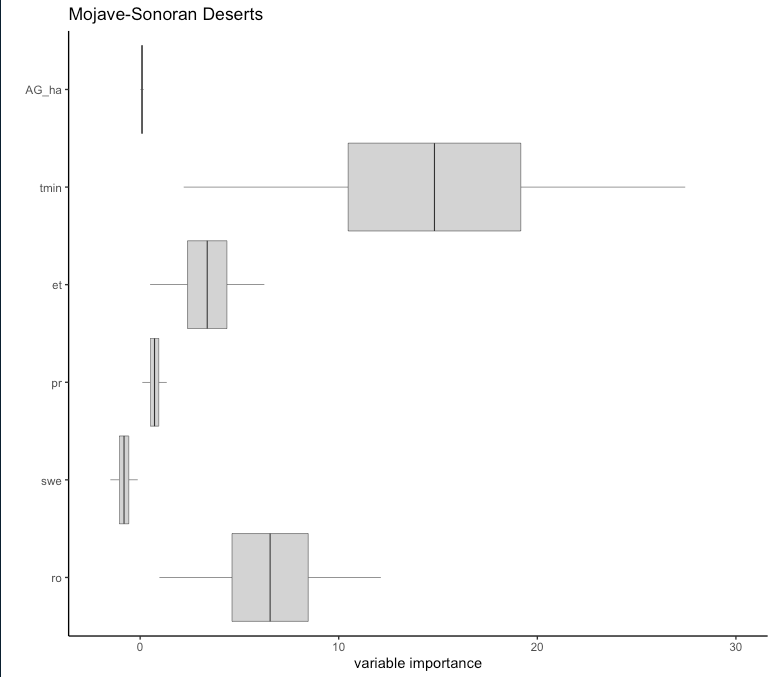 Mojave-Sonoran Deserts
AG_ha
tmin
et
pr
swe
ro
0 10 20 30
variable importance